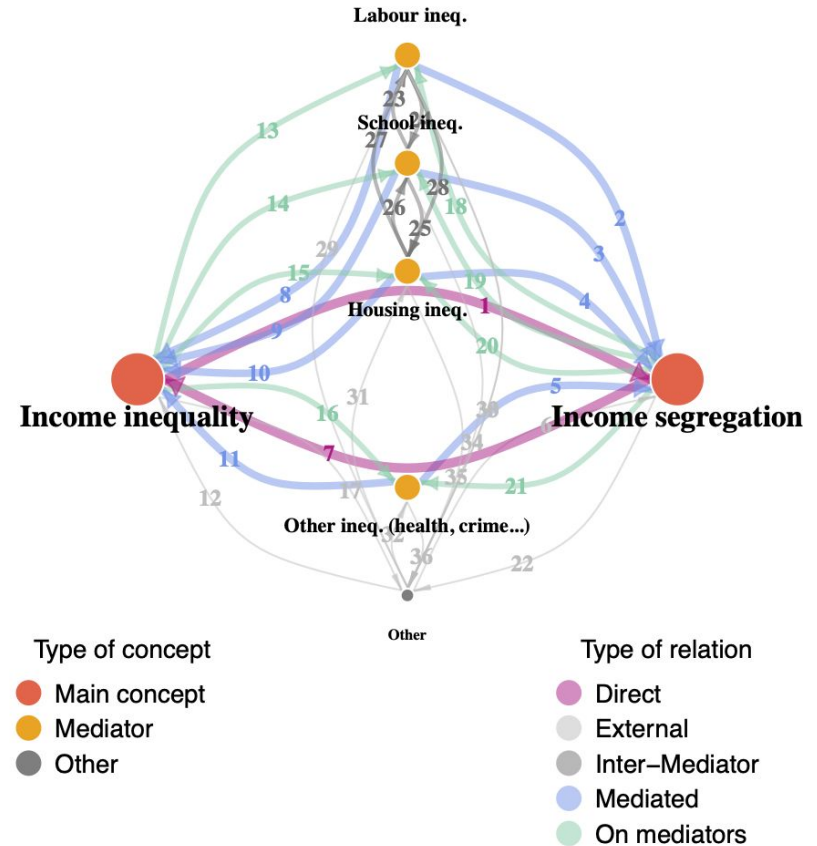 Labour ineq.
23
24
13
School ineq.
27
28
14
26
18
2
25
29
3
15
19
8
4
1
Housing ineq.
9
20
10
5
31
Income inequality
16
30
Income segregation
6
34
7
11
35
17
21
12
Other ineq. (health, crime...)
32
36
22
Other
Type of concept
Main concept
Mediator
Other
Type of relation
Direct
External
Inter–Mediator
Mediated
On mediators